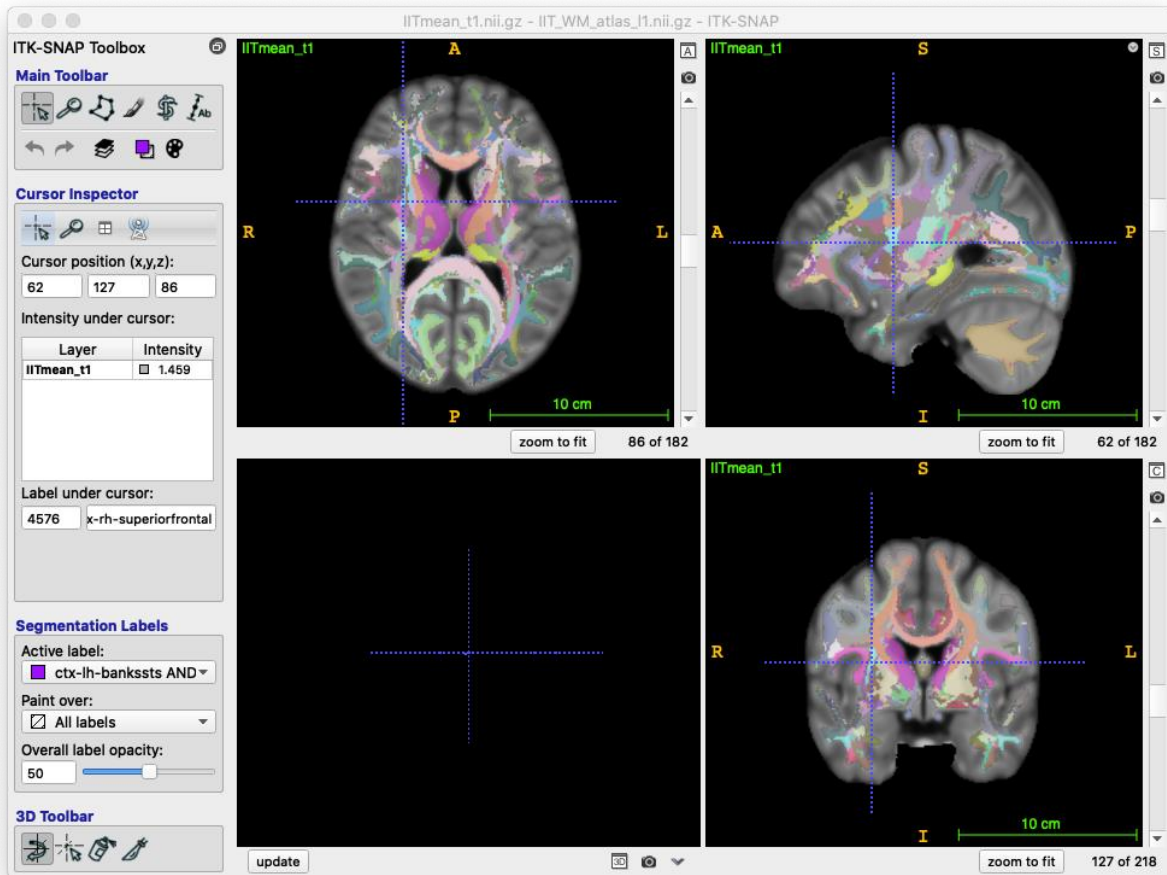 IITmean_t1.nii.gz - IIT_WM_atlas_l1.nii.gz - ITK-SNAP
ITK-SNAP Toolbox
Main Toolbar
Ab
Cursor Inspector
Cursor position (x,y,z):
62 127 86
Intensity under cursor:
Layer Intensity
IITmean_t1 1.459
Label under cursor:
4576 x-rh-superiorfrontal
Segmentation Labels
Active label:
ctx-lh-bankssts AND
Paint over:
All labels
Overall label opacity:
50
3D Toolbar
IITmean_t1
A
R
L
P
10 cm
A
zoom to fit 86 of 182
IITmean_t1
S
A
P
I
10 cm
S
zoom to fit 62 of 182
update
3D
IITmean_t1
S
R
L
I
10 cm
C
zoom to fit 127 of 218